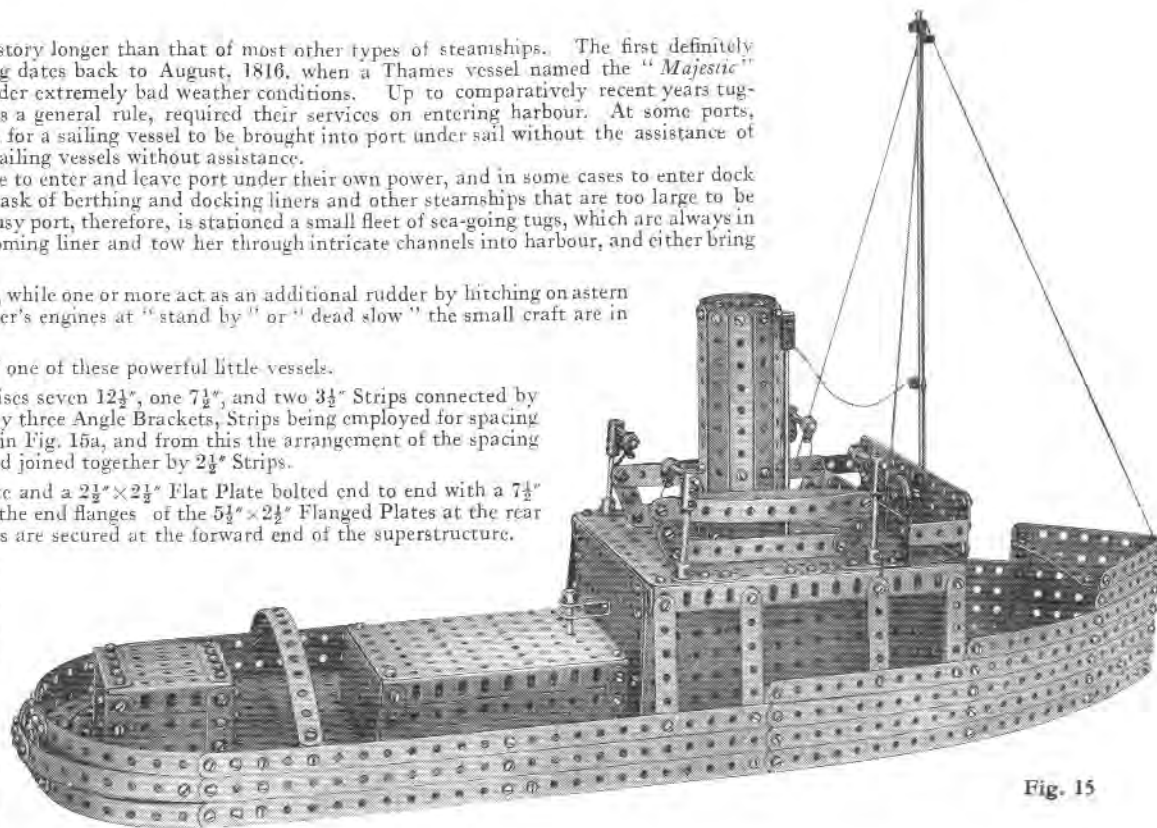 story longer than that of most other types of steamships. The first definitely
g dates back to August, 1816, when a Thames vessel named the “Majestic”
der extremely bad weather conditions. Up to comparatively recent years tug-
s a general rule, required their services on entering harbour. At some ports,
for a sailing vessel to be brought into port under sail without the assistance of
ailing vessels without assistance.
e to enter and leave port under their own power, and in some cases to enter dock
ask of berthing and docking liners and other steamships that are too large to be
usy port, therefore, is stationed a small fleet of sea-going tugs, which are always in
oming liner and tow her through intricate channels into harbour, and either bring
, while one or more act as an additional rudder by hitching on astern
er's engines at “stand by” or “dead slow” the small craft are in
one of these powerful little vessels.
ises seven 12½″, one 7½″, and two 3½″ Strips connected by
y three Angle Brackets, Strips being employed for spacing
in Fig. 15a, and from this the arrangement of the spacing
d joined together by 2½″ Strips.
e and a 2½″×2½″ Flat Plate bolted end to end with a 7½″
the end flanges of the 5½″×2½″ Flanged Plates at the rear
s are secured at the forward end of the superstructure.
Fig. 15